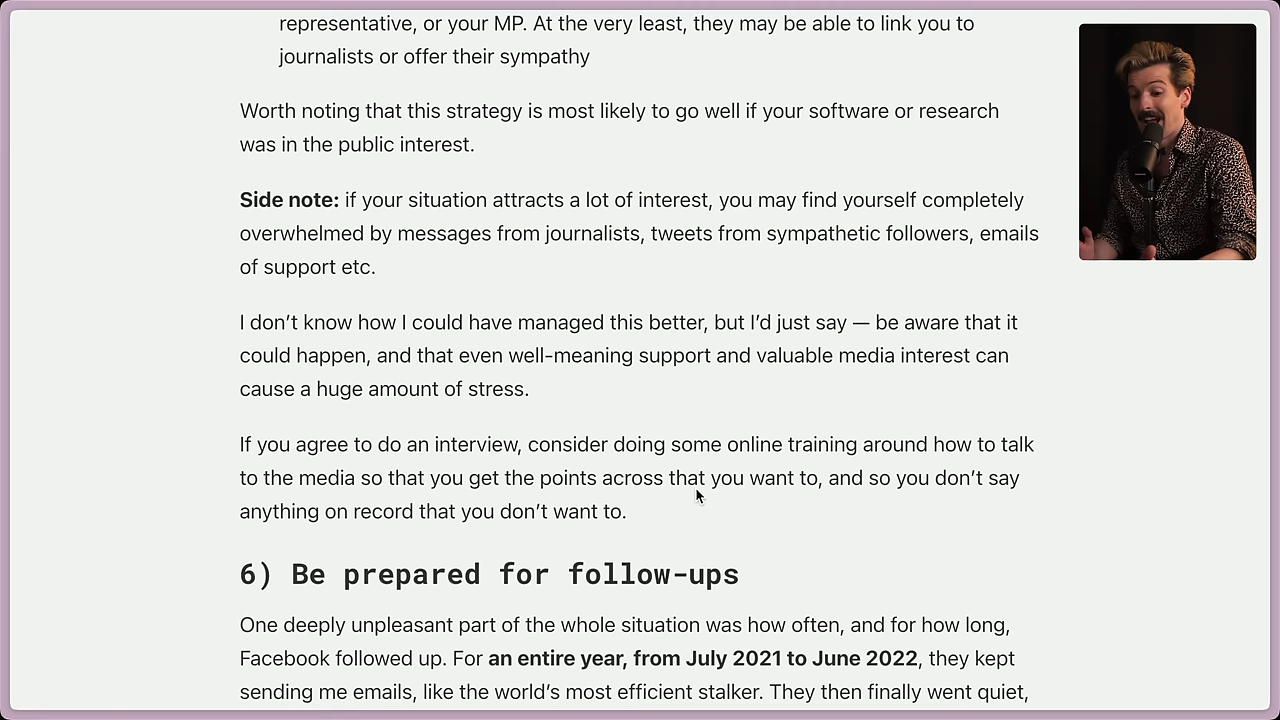 representative, or your MP. At the very least, they may be able to link you to
journalists or offer their sympathy
Worth noting that this strategy is most likely to go well if your software or research
was in the public interest.
Side note: if your situation attracts a lot of interest, you may find yourself completely
overwhelmed by messages from journalists, tweets from sympathetic followers, emails
of support etc.
I don’t know how I could have managed this better, but I’d just say — be aware that it
could happen, and that even well-meaning support and valuable media interest can
cause a huge amount of stress.
If you agree to do an interview, consider doing some online training around how to talk
to the media so that you get the points across that you want to, and so you don’t say
anything on record that you don’t want to.
6) Be prepared for follow-ups
One deeply unpleasant part of the whole situation was how often, and for how long,
Facebook followed up. For an entire year, from July 2021 to June 2022, they kept
sending me emails, like the world’s most efficient stalker. They then finally went quiet,